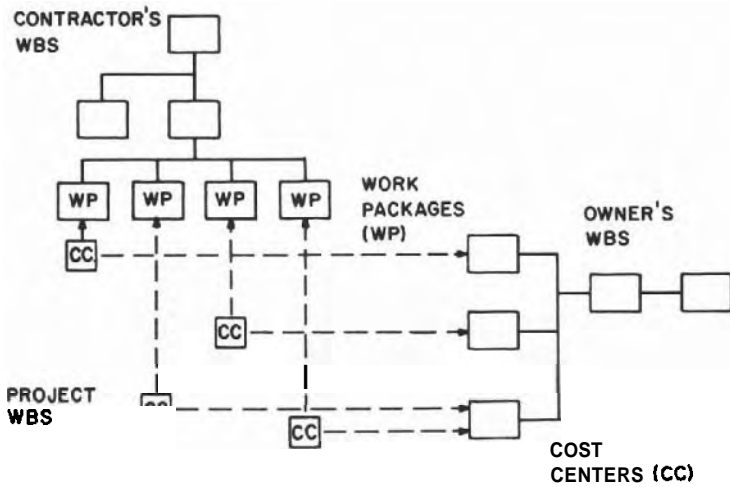 CONTRACTOR'S
WBS
WP
WP
WP
WP
WORK
PACKAGES
(WP)
OWNER'S
WBS
CC
CC
PROJECT
WBS
CC
COST
CENTERS (CC)